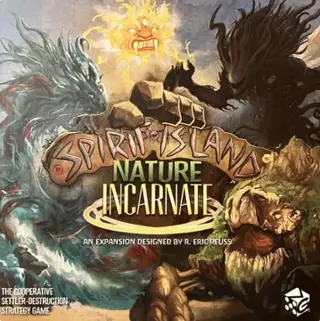 SPIRIT ISLAND
NATURE
INCARNATE
AN EXPANSION DESIGNED BY R. ERIC REUSS
THE COOPERATIVE
SETTLER-DESTRUCTION
STRATEGY GAME